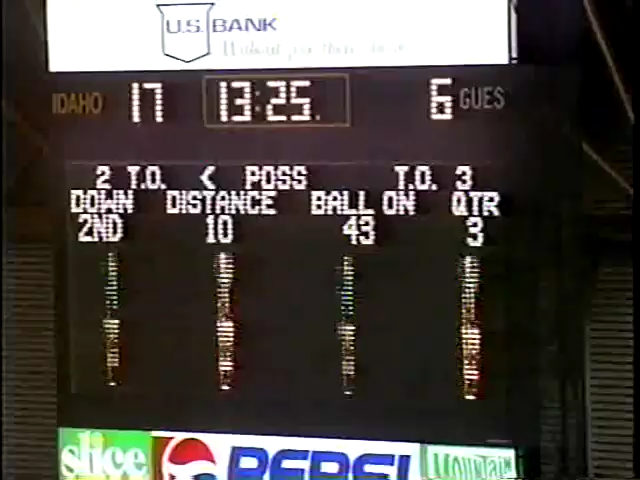 U.S. BANK
IDAHO 17 13:25 6 GUES
2 T.O. < POSS T.O. 3
DOWN DISTANCE BALL ON QTR
2ND 10 43 3
slice PEPSI MOUNTAIN